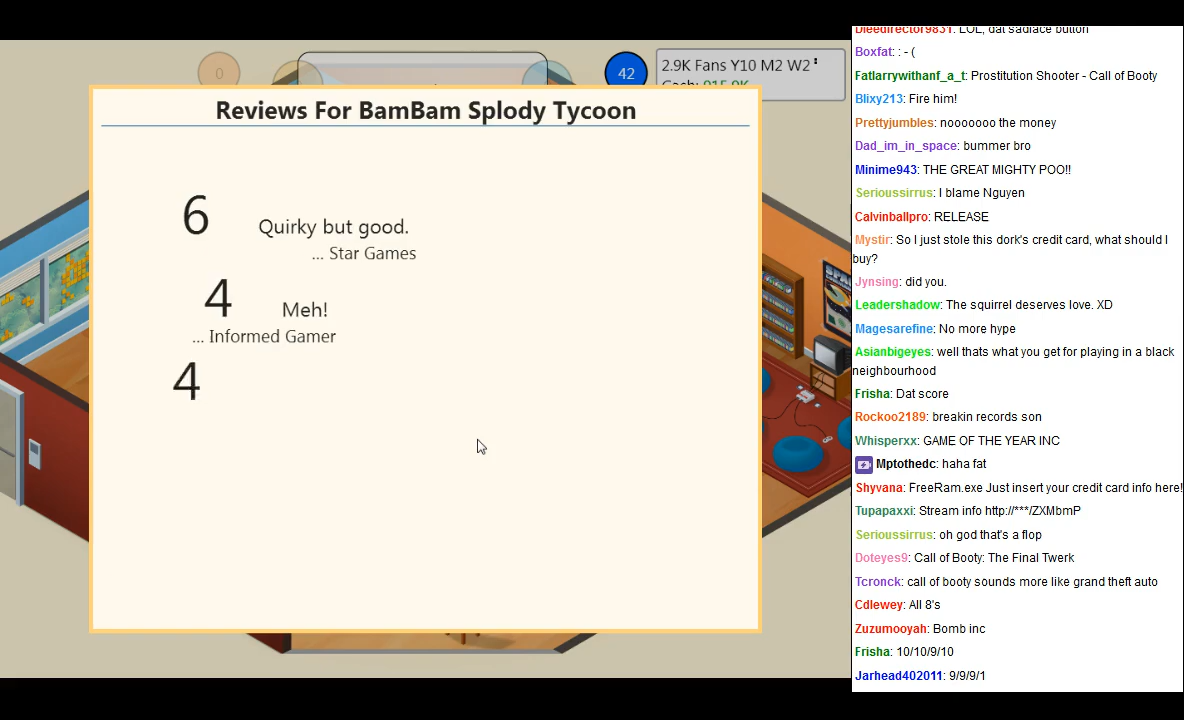 0
42
2.9K Fans Y10 M2 W2
Reviews For BamBam Splody Tycoon
6
Quirky but good.
... Star Games
4
Meh!
... Informed Gamer
4
Dleedirector9831: LOL, dat sadface button
Boxfat: : - (
Fatlarrywithanf_a_t: Prostitution Shooter - Call of Booty
Blixy213: Fire him!
Prettyjumbles: nooooooo the money
Dad_im_in_space: bummer bro
Minime943: THE GREAT MIGHTY POO!!
Serioussirrus: I blame Nguyen
Calvinballpro: RELEASE
Mystir: So I just stole this dork's credit card, what should I
buy?
Jynsing: did you.
Leadershadow: The squirrel deserves love. XD
Magesarefine: No more hype
Asianbigeyes: well thats what you get for playing in a black
neighbourhood
Frisha: Dat score
Rockoo2189: breakin records son
Whisperxx: GAME OF THE YEAR INC
Mptothedc: haha fat
Shyvana: FreeRam.exe Just insert your credit card info here!
Tupapaxxi: Stream info http://***/ZXMbmP
Serioussirrus: oh god that's a flop
Doteyes9: Call of Booty: The Final Twerk
Tcronck: call of booty sounds more like grand theft auto
Cdlewey: All 8's
Zuzumooyah: Bomb inc
Frisha: 10/10/9/10
Jarhead402011: 9/9/9/1